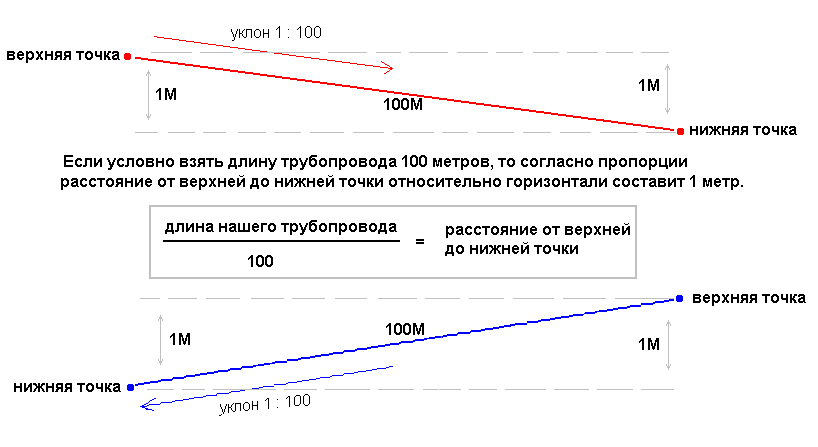 уклон 1 : 100
верхняя точка
1М
1М
100М
нижняя точка
Если условно взять длину трубопровода 100 метров, то согласно пропорции
расстояние от верхней до нижней точки относительно горизонтали составит 1 метр.
длина нашего трубопровода
100
=
расстояние от верхней
до нижней точки
верхняя точка
100М
1М
1М
нижняя точка
уклон 1 : 100